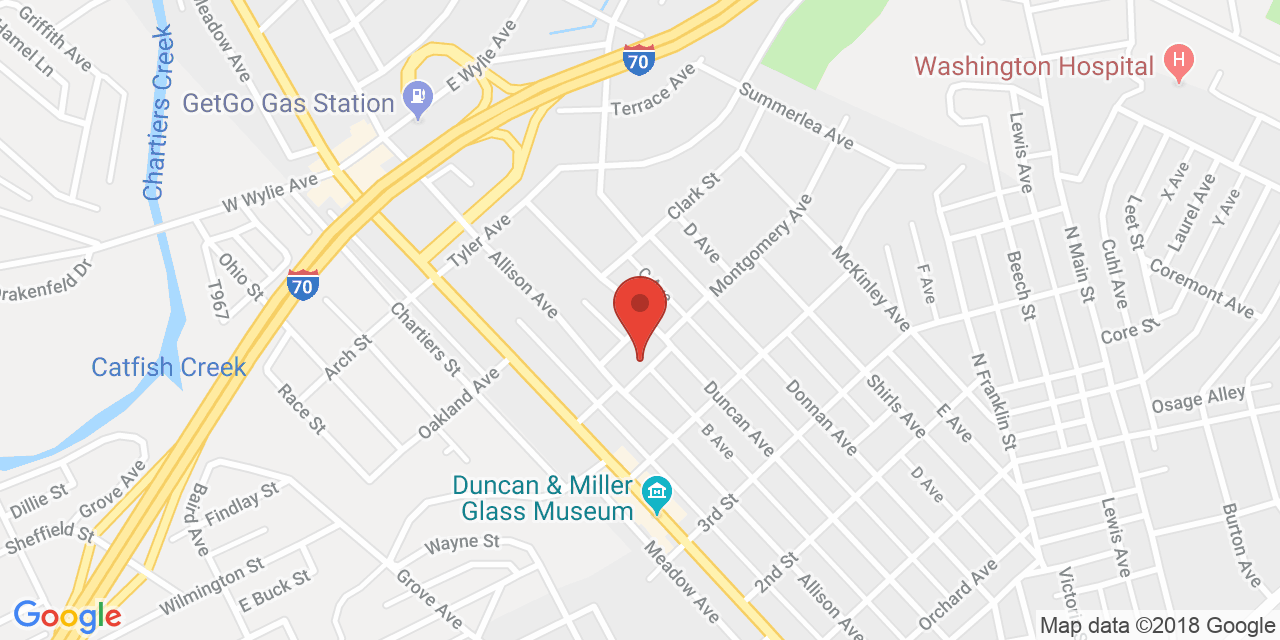 Griffith Ave
Hamel Ln
Meadow Ave
Chartiers Creek
GetGo Gas Station
E Wylie Ave
70
Terrace Ave
Summerlea Ave
Washington Hospital
H
Lewis Ave
X Ave
Laurel Ave
Y Ave
Leet St
W Wylie Ave
Clark St
D Ave
Montgomery Ave
McKinley Ave
Tyler Ave
Allison Ave
Ohio St
T967
70
Drakenfeld Dr
F Ave
Beech St
N Main St
Cuhl Ave
Coremont Ave
Core St
Chartiers St
Arch St
Catfish Creek
Race St
Oakland Ave
Duncan Ave
B Ave
Donnan Ave
Shirls Ave
E Ave
D Ave
N Franklin St
Osage Alley
Duncan & Miller
Glass Museum
3rd St
2nd St
Dillie St
Grove Ave
Sheffield St
Baird Ave
Findlay St
Wayne St
Wilmington St
E Buck St
Grove Ave
Meadow Ave
Allison Ave
Orchard Ave
Lewis Ave
Burton Ave
Google
Map data ©2018 Google